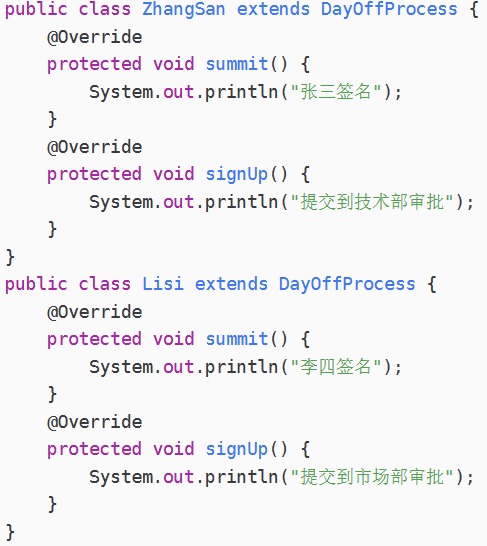 public class ZhangSan extends DayOffProcess {
    @Override
    protected void summit() {
        System.out.println("张三签名");
    }
    @Override
    protected void signUp() {
        System.out.println("提交到技术部审批");
    }
}
public class Lisi extends DayOffProcess {
    @Override
    protected void summit() {
        System.out.println("李四签名");
    }
    @Override
    protected void signUp() {
        System.out.println("提交到市场部审批");
    }
}